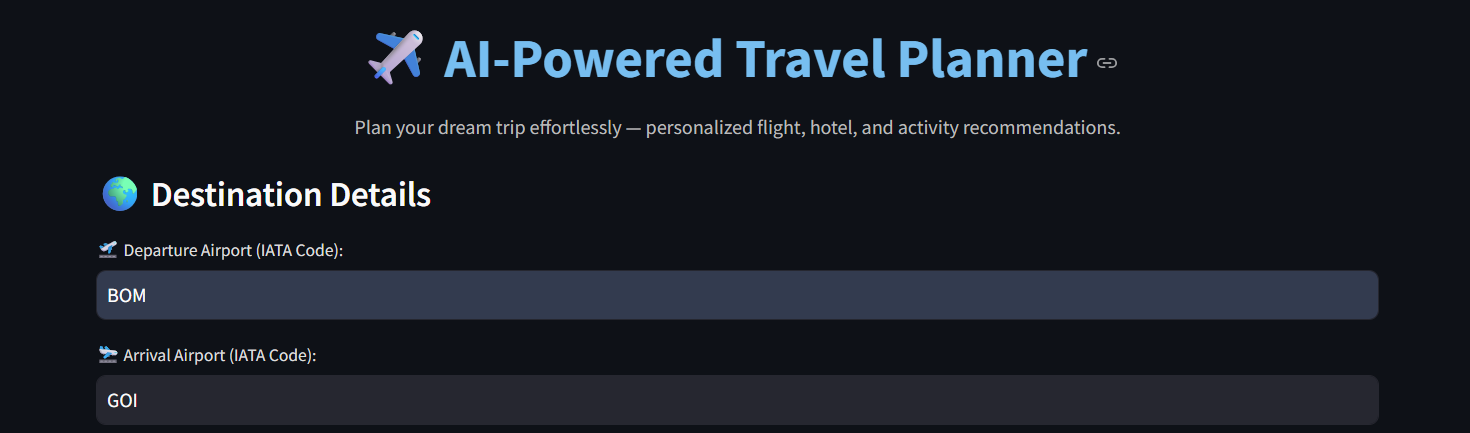 AI-Powered Travel Planner
Plan your dream trip effortlessly — personalized flight, hotel, and activity recommendations.
Destination Details
Departure Airport (IATA Code):
BOM
Arrival Airport (IATA Code):
GOI